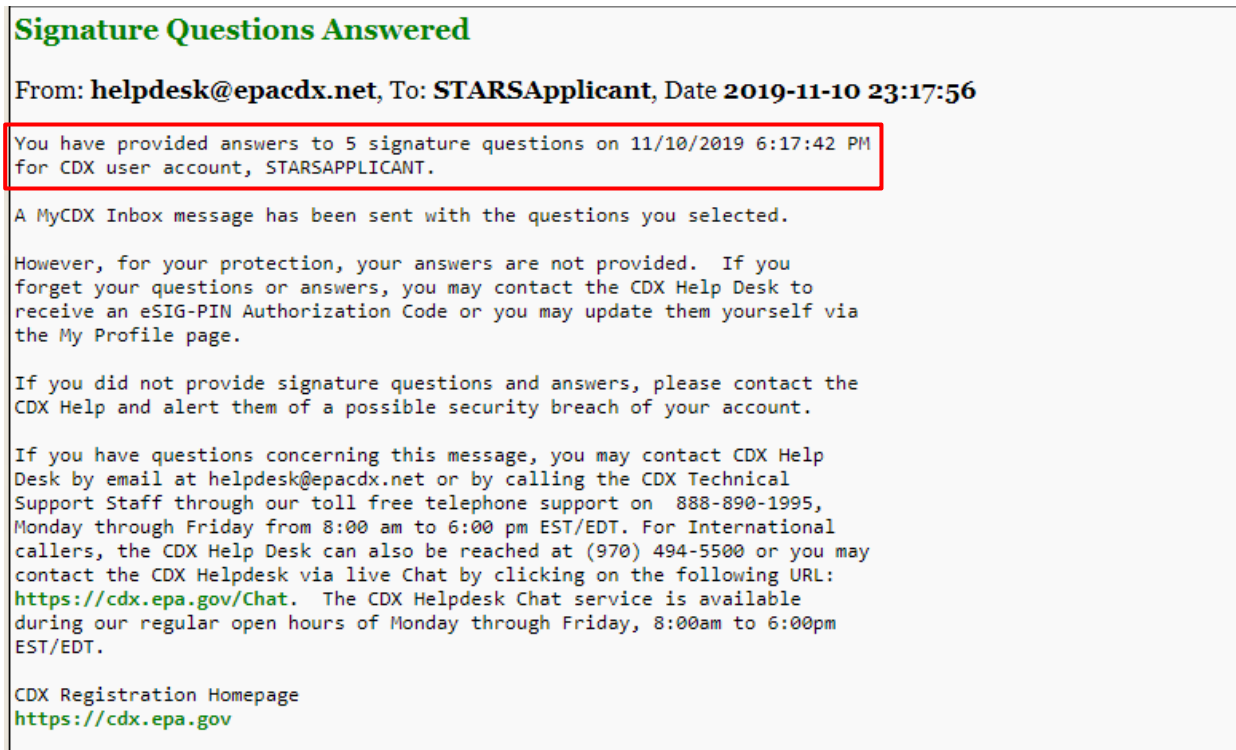 Signature Questions Answered
From: helpdesk@epacdx.net, To: STARSApplicant, Date 2019-11-10 23:17:56
You have provided answers to 5 signature questions on 11/10/2019 6:17:42 PM
for CDX user account, STARSAPPLICANT.
A MyCDX Inbox message has been sent with the questions you selected.
However, for your protection, your answers are not provided.  If you
forget your questions or answers, you may contact the CDX Help Desk to
receive an eSIG-PIN Authorization Code or you may update them yourself via
the My Profile page.
If you did not provide signature questions and answers, please contact the
CDX Help and alert them of a possible security breach of your account.
If you have questions concerning this message, you may contact CDX Help
Desk by email at helpdesk@epacdx.net or by calling the CDX Technical
Support Staff through our toll free telephone support on  888-890-1995,
Monday through Friday from 8:00 am to 6:00 pm EST/EDT. For International
callers, the CDX Help Desk can also be reached at (970) 494-5500 or you may
contact the CDX Helpdesk via live Chat by clicking on the following URL:
https://cdx.epa.gov/Chat.  The CDX Helpdesk Chat service is available
during our regular open hours of Monday through Friday, 8:00am to 6:00pm
EST/EDT.
CDX Registration Homepage
https://cdx.epa.gov